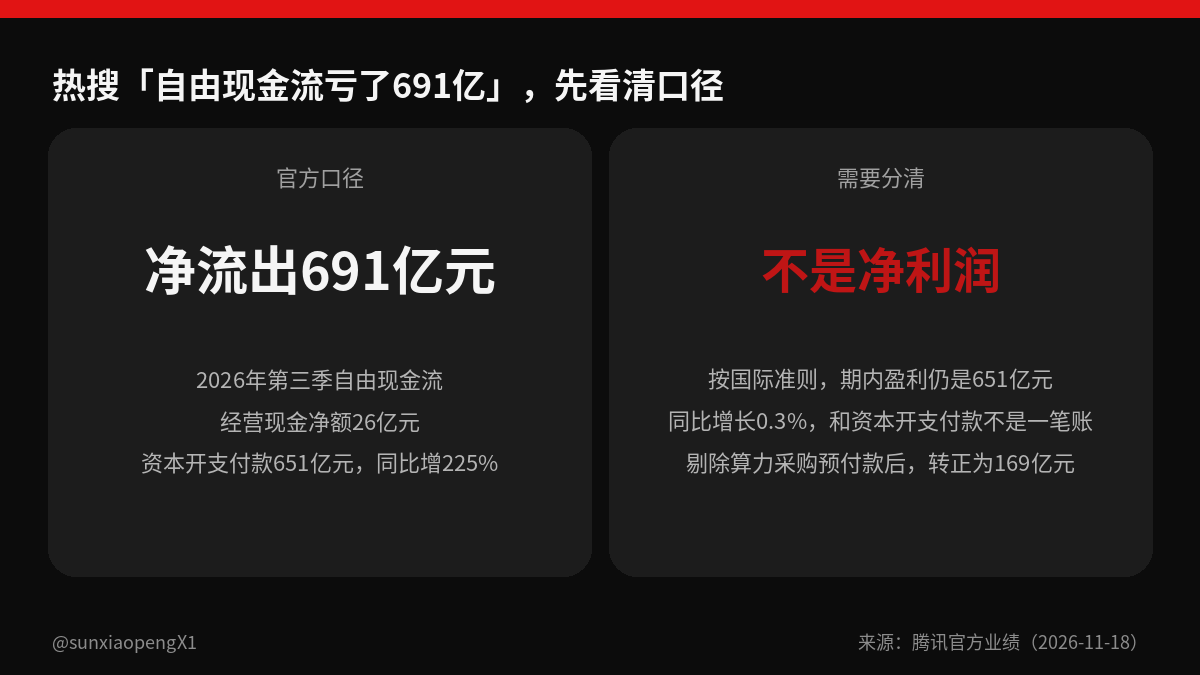 热搜「自由现金流亏了691亿」，先看清口径
官方口径
净流出691亿元
2026年第三季自由现金流
经营现金净额26亿元
资本开支付款651亿元，同比增225%
需要分清
不是净利润
按国际准则，期内盈利仍是651亿元
同比增长0.3%，和资本开支付款不是一笔账
剔除算力采购预付款后，转正为169亿元
@sunxiaopengX1
来源：腾讯官方业绩（2026-11-18）